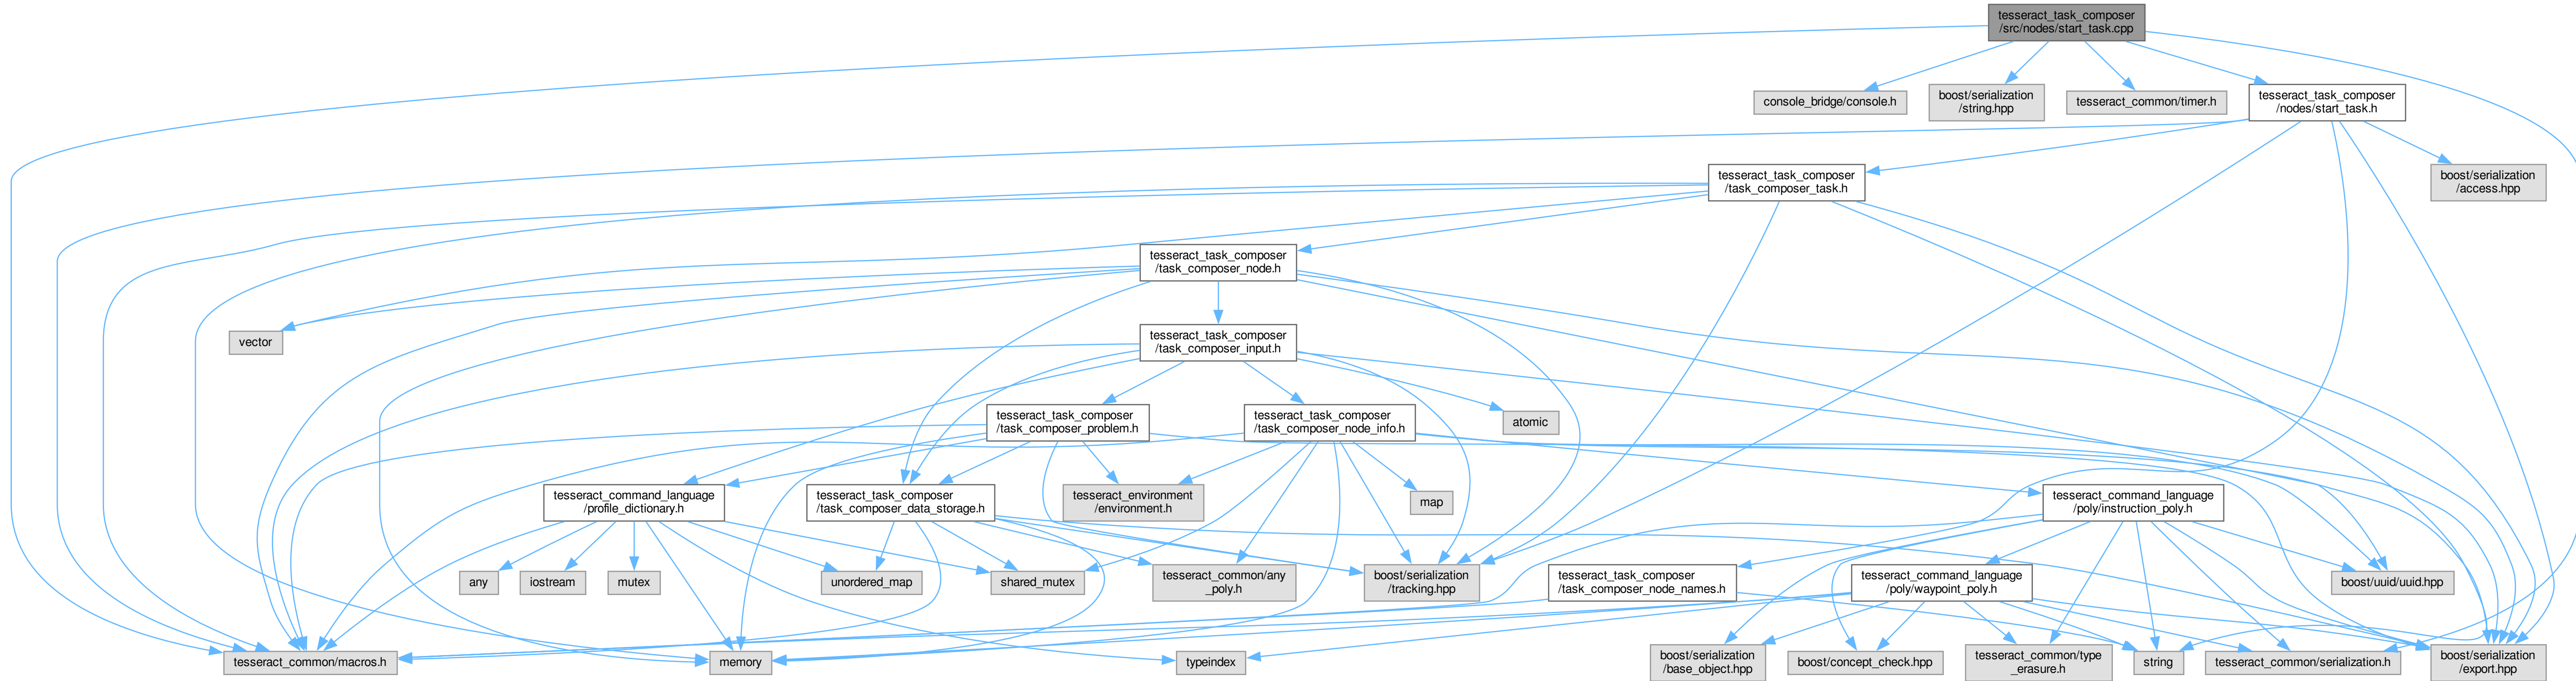 tesseract_task_composer
/src/nodes/start_task.cpp
console_bridge/console.h
boost/serialization
/string.hpp
tesseract_common/timer.h
tesseract_task_composer
/nodes/start_task.h
tesseract_task_composer
/task_composer_task.h
boost/serialization
/access.hpp
tesseract_task_composer
/task_composer_node.h
vector
tesseract_task_composer
/task_composer_input.h
tesseract_task_composer
/task_composer_problem.h
tesseract_task_composer
/task_composer_node_info.h
atomic
tesseract_command_language
/profile_dictionary.h
tesseract_task_composer
/task_composer_data_storage.h
tesseract_environment
/environment.h
map
tesseract_command_language
/poly/instruction_poly.h
any
iostream
mutex
unordered_map
shared_mutex
tesseract_common/any
_poly.h
boost/serialization
/tracking.hpp
tesseract_task_composer
/task_composer_node_names.h
tesseract_command_language
/poly/waypoint_poly.h
boost/uuid/uuid.hpp
tesseract_common/macros.h
memory
typeindex
boost/serialization
/base_object.hpp
boost/concept_check.hpp
tesseract_common/type
_erasure.h
string
tesseract_common/serialization.h
boost/serialization
/export.hpp